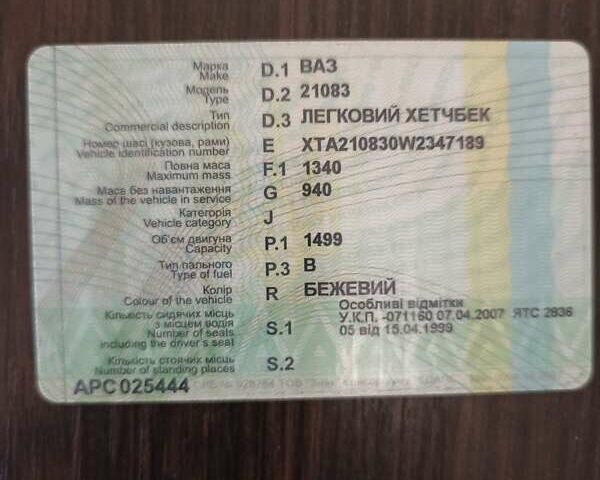 Марка
Make D.1 ВАЗ
Модель
Type D.2 21083
Тип
Commercial description D.3 ЛЕГКОВИЙ ХЕТЧБЕК
Номер шасі (кузова, рами)
Vehicle identification number E XTA210830W2347189
Повна маса
Maximum mass F.1 1340
Маса без навантаження
Mass of the vehicle in service G 940
Категорія
Vehicle category J
Об'єм двигуна
Capacity P.1 1499
Тип пального
Type of fuel P.3 B
Колір
Colour of the vehicle R БЕЖЕВИЙ
Кількість сидячих місць
з місцем водія
Number of seats
including the driver's seat S.1
Особливі відмітки
У.К.П. -071160 07.04.2007 ЯТС 2836
05 від 15.04.1999
Кількість стоячих місць
Number of standing places S.2
АРС 025444